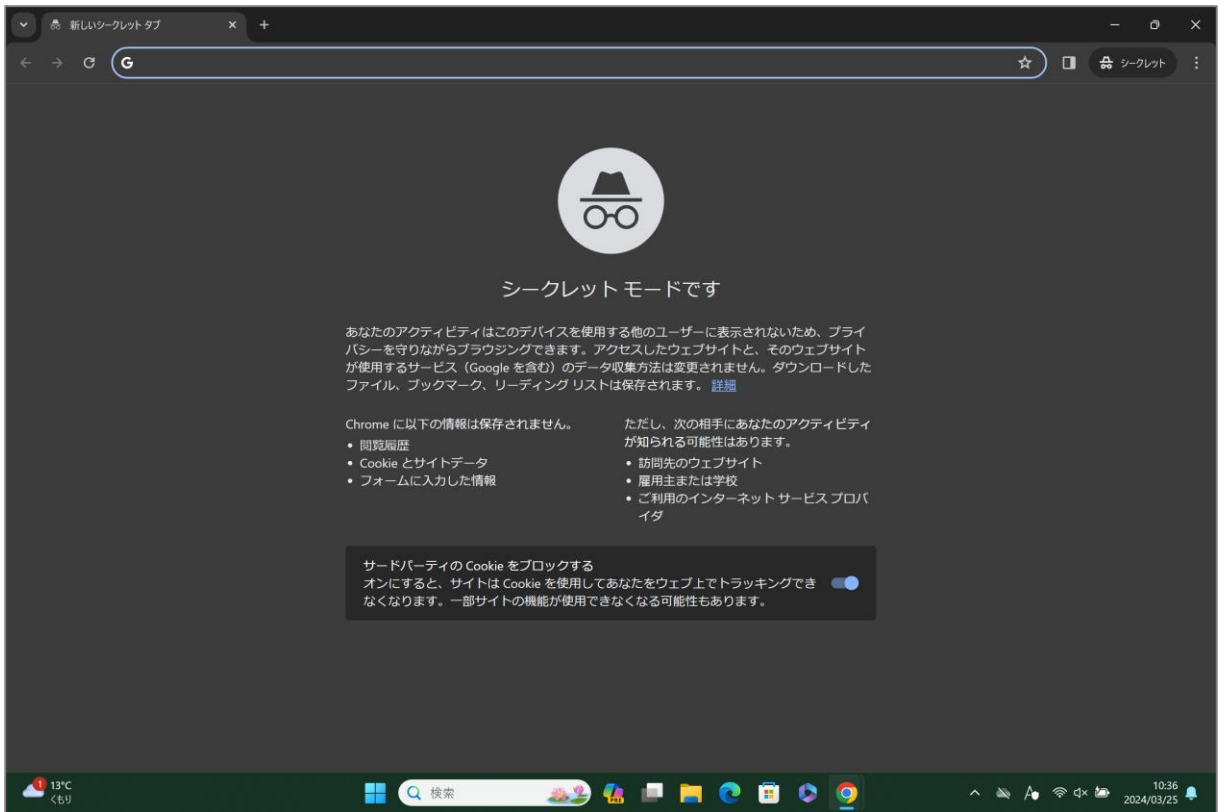 新しいシークレット タブ
シークレット
シークレット モードです
あなたのアクティビティはこのデバイスを使用する他のユーザーに表示されないため、プライ
バシーを守りながらブラウジングできます。アクセスしたウェブサイトと、そのウェブサイト
が使用するサービス（Google を含む）のデータ収集方法は変更されません。ダウンロードした
ファイル、ブックマーク、リーディング リストは保存されます。 詳細
Chrome に以下の情報は保存されません。
• 閲覧履歴
• Cookie とサイトデータ
• フォームに入力した情報
ただし、次の相手にあなたのアクティビティ
が知られる可能性はあります。
• 訪問先のウェブサイト
• 雇用主または学校
• ご利用のインターネット サービス プロバ
イダ
サードパーティの Cookie をブロックする
オンにすると、サイトは Cookie を使用してあなたをウェブ上でトラッキングでき
なくなります。一部サイトの機能が使用できなくなる可能性もあります。
1
13°C
くもり
検索
PRE
10:36
2024/03/25